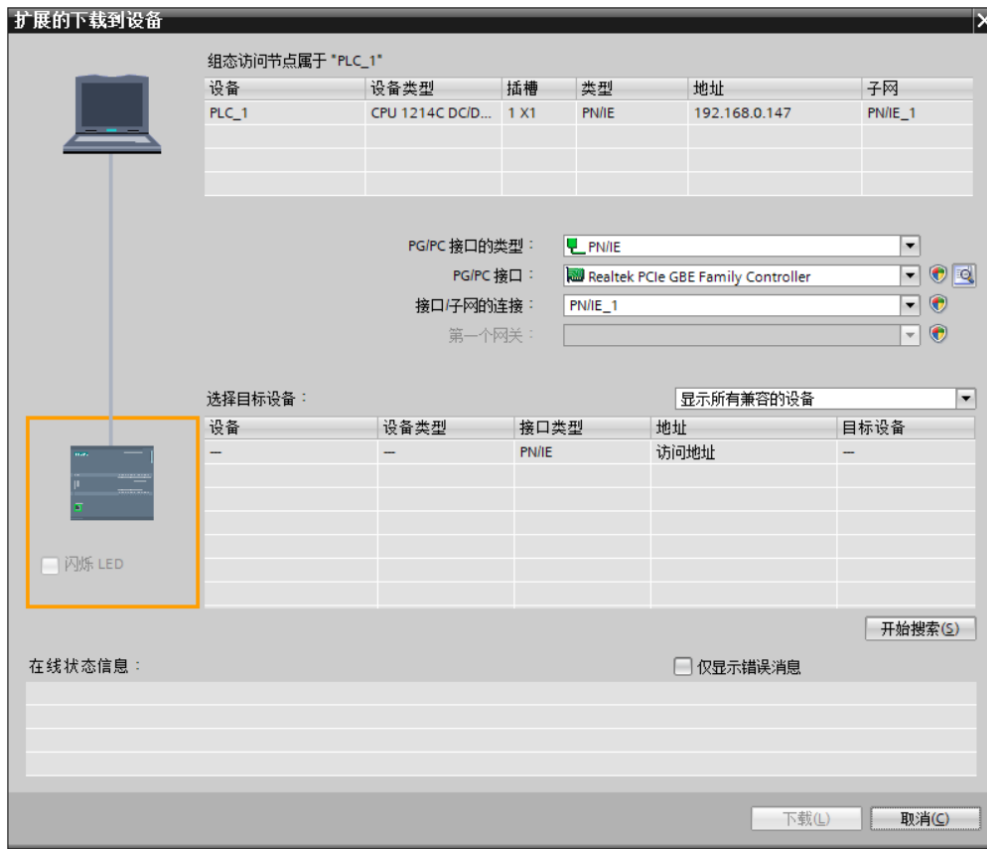 扩展的下载到设备
组态访问节点属于 "PLC_1"
设备 设备类型 插槽 类型 地址 子网
PLC_1 CPU 1214C DC/D... 1 X1 PN/IE 192.168.0.147 PN/IE_1
PG/PC 接口的类型: PN/IE
PG/PC 接口: Realtek PCIe GBE Family Controller
接口/子网的连接: PN/IE_1
第一个网关:
选择目标设备: 显示所有兼容的设备
设备 设备类型 接口类型 地址 目标设备
— — PN/IE 访问地址 —
闪烁 LED
开始搜索(S)
在线状态信息: 仅显示错误消息
下载(L) 取消(C)